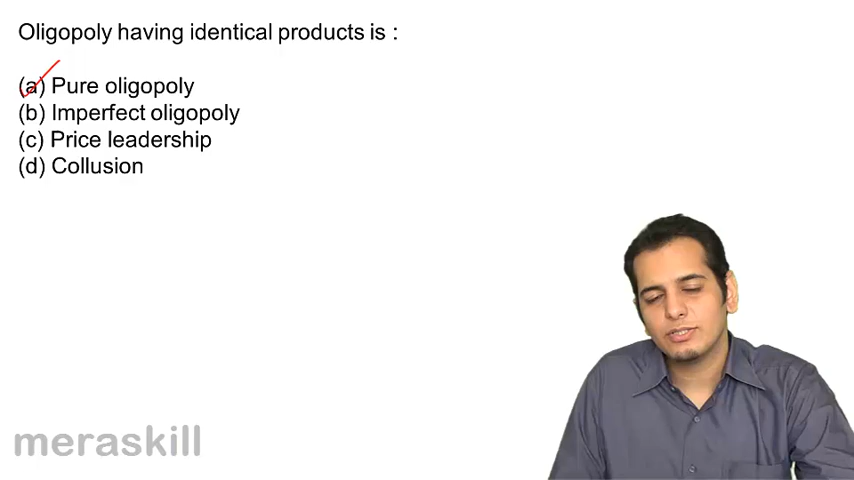 Oligopoly having identical products is :
(a) Pure oligopoly
(b) Imperfect oligopoly
(c) Price leadership
(d) Collusion
meraskill